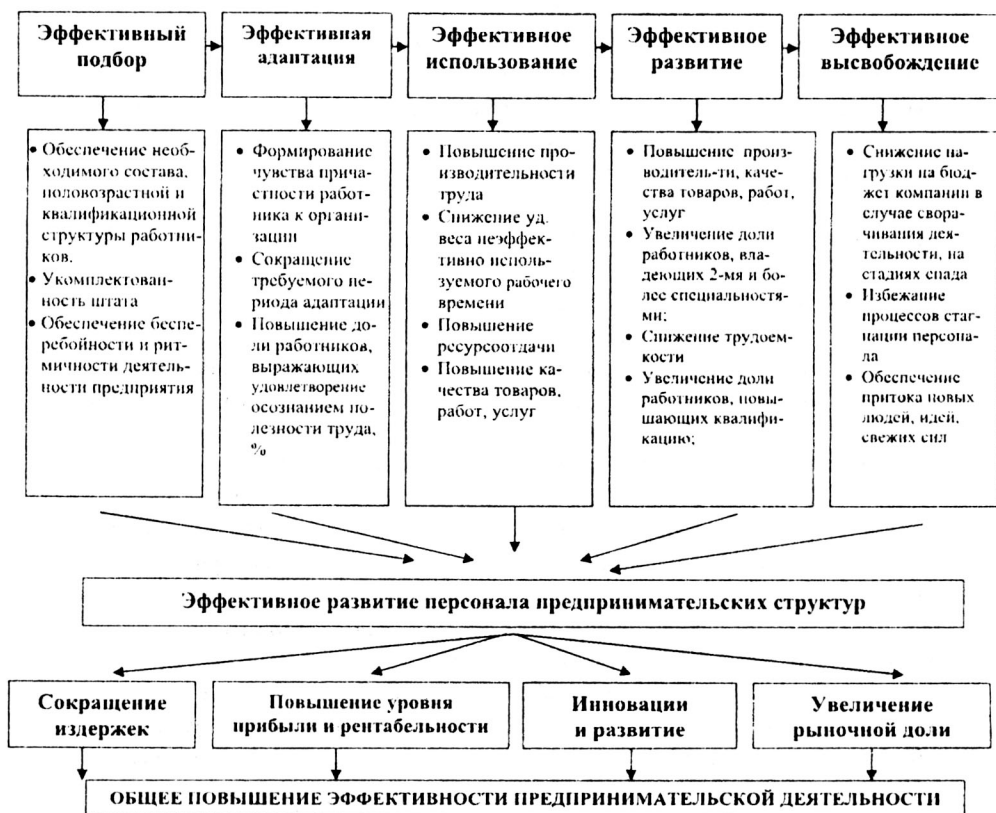 Эффективный
подбор
Эффективная
адаптация
Эффективное
использование
Эффективное
развитие
Эффективное
высвобождение
• Обеспечение необ-
ходимого состава,
половозрастной и
квалификационной
структуры работни-
ков.
• Укомплектован-
ность штата
• Обеспечение беспе-
ребойности и рит-
мичности деятель-
ности предприятия
• Формирование
чувства причаст-
ности работ-
ника к органи-
зации
• Сокращение
требуемого пе-
риода адаптации
• Повышение до-
ли работников,
выражающих
удовлетворение
осознанием по-
лезности труда,
%
• Повышение про-
изводительности
труда
• Снижение уд.
веса неэффек-
тивно исполь-
зуемого рабочего
времени
• Повышение
ресурсоотдачи
• Повышение ка-
чества товаров,
работ, услуг
• Повышение произ-
водитель-ти, каче-
ства товаров, работ,
услуг
• Увеличение доли
работников, вла-
деющих 2-мя и бо-
лее специальностя-
ми;
• Снижение трудоем-
кости
• Увеличение доли
работников, повы-
шающих квалифи-
кацию;
• Снижение на-
грузки на бюд-
жет компании в
случае свора-
чивания дея-
тельности, на
стадиях спада
• Избежание
процессов стаг-
нации персона-
ла
• Обеспечение
притока новых
людей, идей,
свежих сил
Эффективное развитие персонала предпринимательских структур
Сокращение
издержек
Повышение уровня
прибыли и рентабельности
Инновации
и развитие
Увеличение
рыночной доли
ОБЩЕЕ ПОВЫШЕНИЕ ЭФФЕКТИВНОСТИ ПРЕДПРИНИМАТЕЛЬСКОЙ ДЕЯТЕЛЬНОСТИ